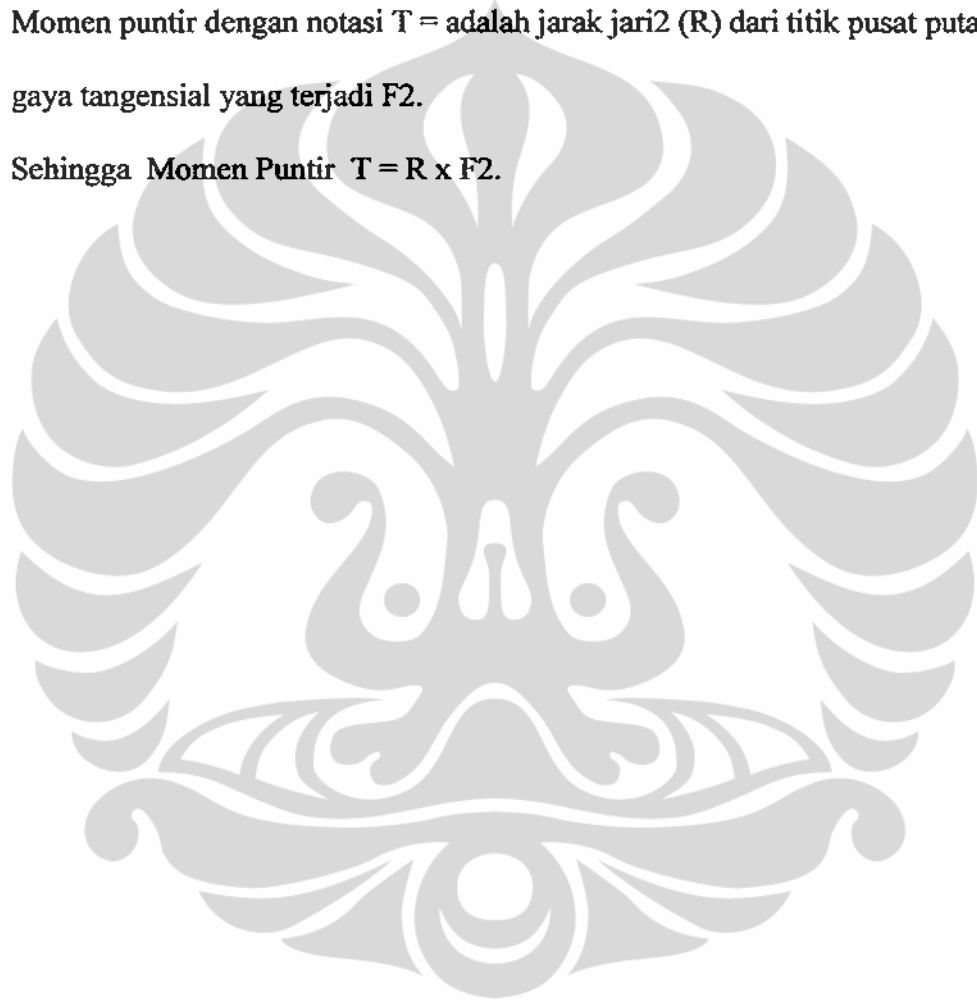 Momen puntir dengan notasi T = adalah jarak jari2 (R) dari titik pusat
gaya tangensial yang terjadi F2.
Sehingga Momen Puntir T = R x F2.